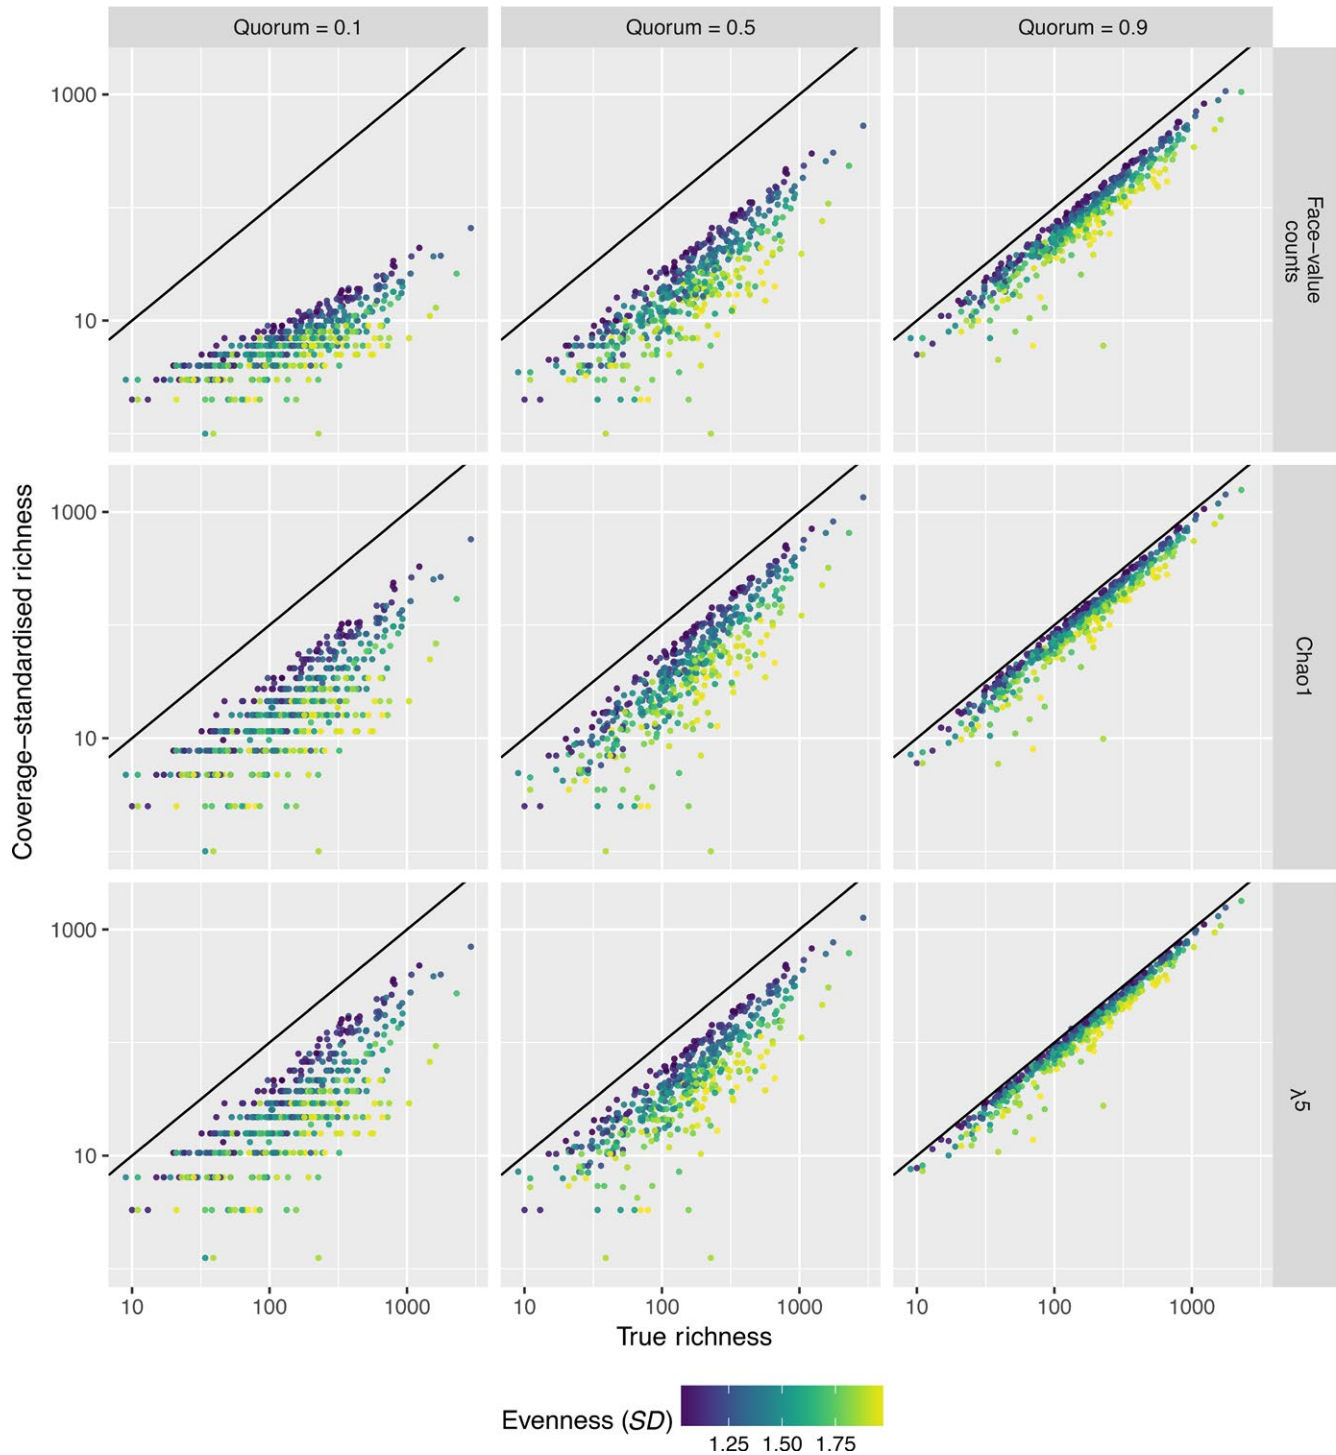 Quorum = 0.1
Quorum = 0.5
Quorum = 0.9
1000
10
Face−value
counts
1000
10
Chao1
1000
10
λ5
Coverage−standardised richness
10 100 1000
10 100 1000
10 100 1000
True richness
Evenness (SD)
1.25 1.50 1.75